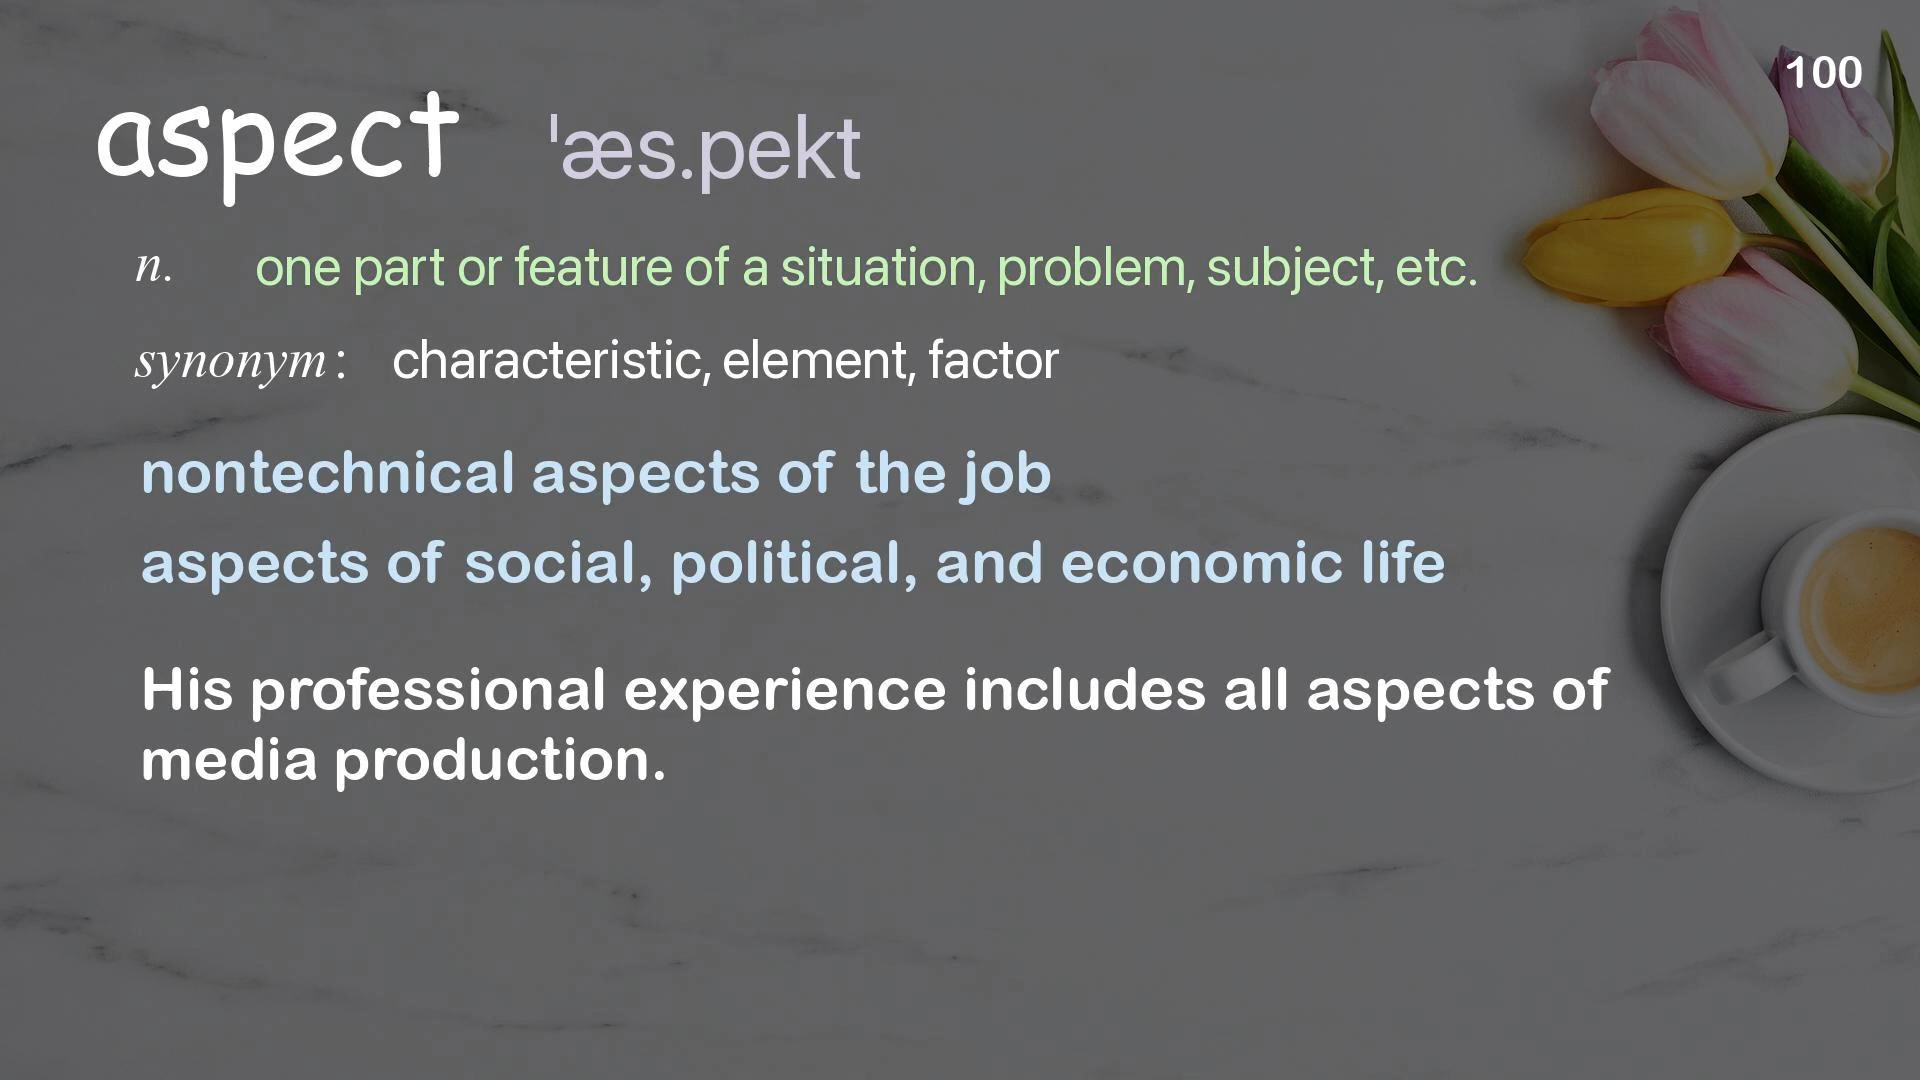 100
aspect ˈæs.pekt
n. one part or feature of a situation, problem, subject, etc.
synonym: characteristic, element, factor
nontechnical aspects of the job
aspects of social, political, and economic life
His professional experience includes all aspects of
media production.